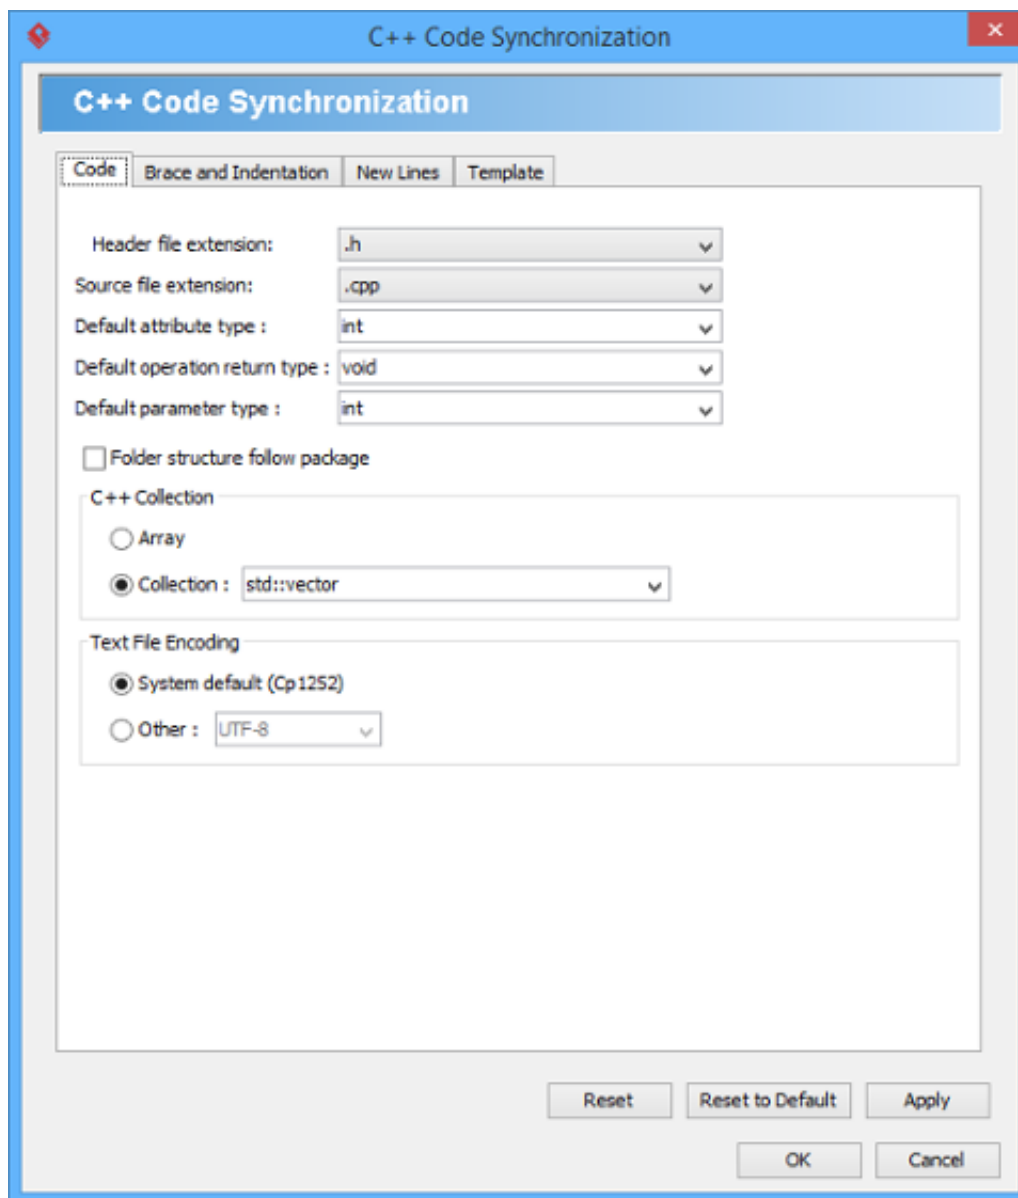 C++ Code Synchronization
C++ Code Synchronization
Code Brace and Indentation New Lines Template
Header file extension: .h
Source file extension: .cpp
Default attribute type : int
Default operation return type : void
Default parameter type : int
Folder structure follow package
C++ Collection
Array
Collection : std::vector
Text File Encoding
System default (Cp1252)
Other : UTF-8
Reset Reset to Default Apply
OK Cancel